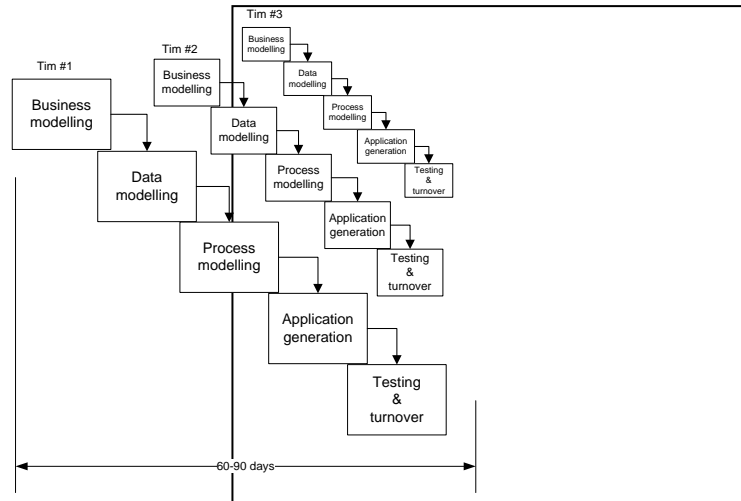 Tim #1
Business
modelling
Data
modelling
Process
modelling
Application
generation
Testing
&
turnover
Tim #2
Business
modelling
Data
modelling
Process
modelling
Application
generation
Testing
&
turnover
Tim #3
Business
modelling
Data
modelling
Process
modelling
Application
generation
Testing
&
turnover
60-90 days